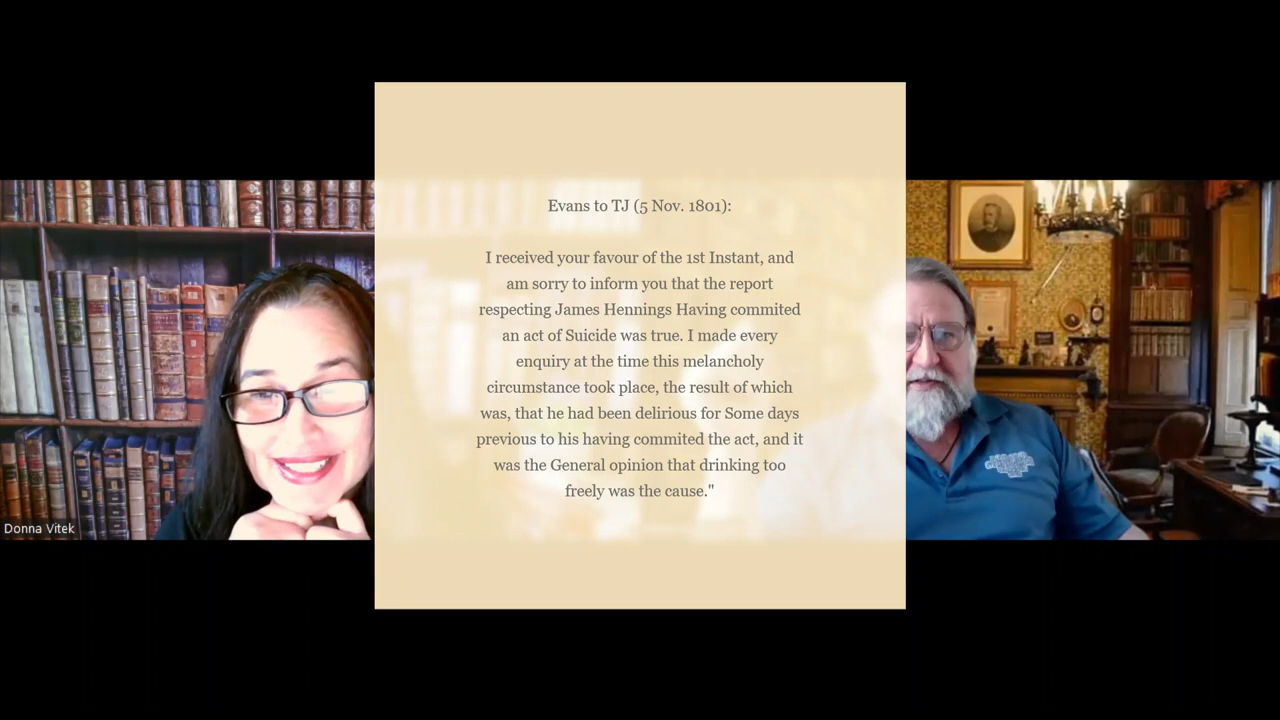 Evans to TJ (5 Nov. 1801):
I received your favour of the 1st Instant, and
am sorry to inform you that the report
respecting James Hennings Having commited
an act of Suicide was true. I made every
enquiry at the time this melancholy
circumstance took place, the result of which
was, that he had been delirious for Some days
previous to his having commited the act, and it
was the General opinion that drinking too
freely was the cause."
Donna Vitek